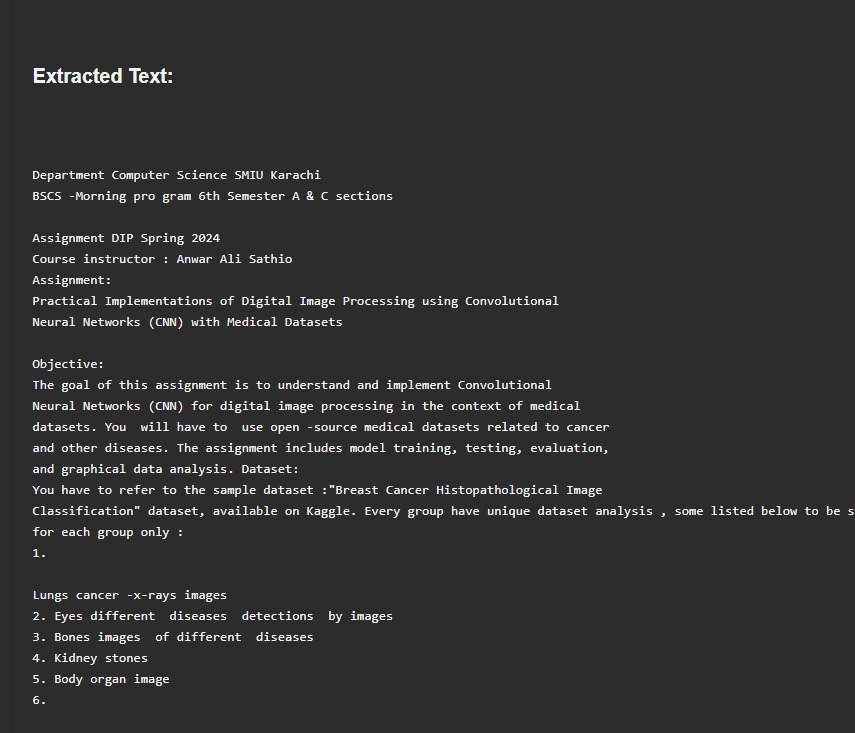 Extracted Text:
Department Computer Science SMIU Karachi
BSCS -Morning pro gram 6th Semester A & C sections
Assignment DIP Spring 2024
Course instructor : Anwar Ali Sathio
Assignment:
Practical Implementations of Digital Image Processing using Convolutional
Neural Networks (CNN) with Medical Datasets
Objective:
The goal of this assignment is to understand and implement Convolutional
Neural Networks (CNN) for digital image processing in the context of medical
datasets. You  will have to  use open -source medical datasets related to cancer
and other diseases. The assignment includes model training, testing, evaluation,
and graphical data analysis. Dataset:
You have to refer to the sample dataset :"Breast Cancer Histopathological Image
Classification" dataset, available on Kaggle. Every group have unique dataset analysis , some listed below to be s
for each group only :
1.
Lungs cancer -x-rays images
2. Eyes different  diseases  detections  by images
3. Bones images  of different  diseases
4. Kidney stones
5. Body organ image
6.